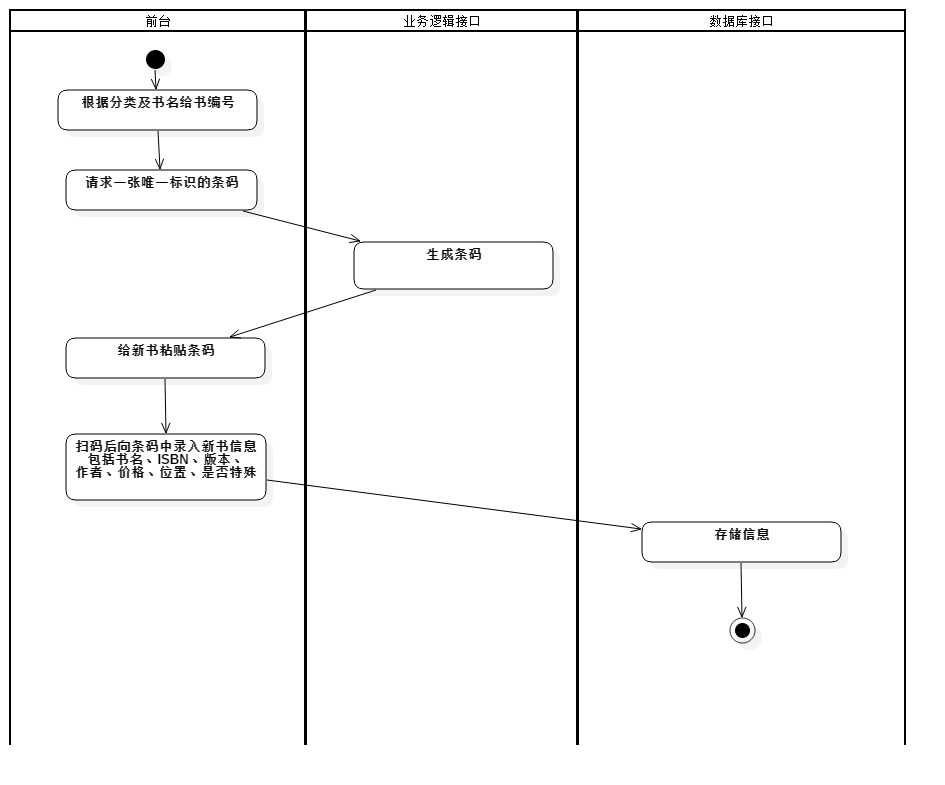 前台
业务逻辑接口
数据库接口
根据分类及书名给书编号
请求一张唯一标识的条码
生成条码
给新书粘贴条码
扫码后向条码中录入新书信息
包括书名、ISBN、版本、
作者、价格、位置、是否特殊
存储信息